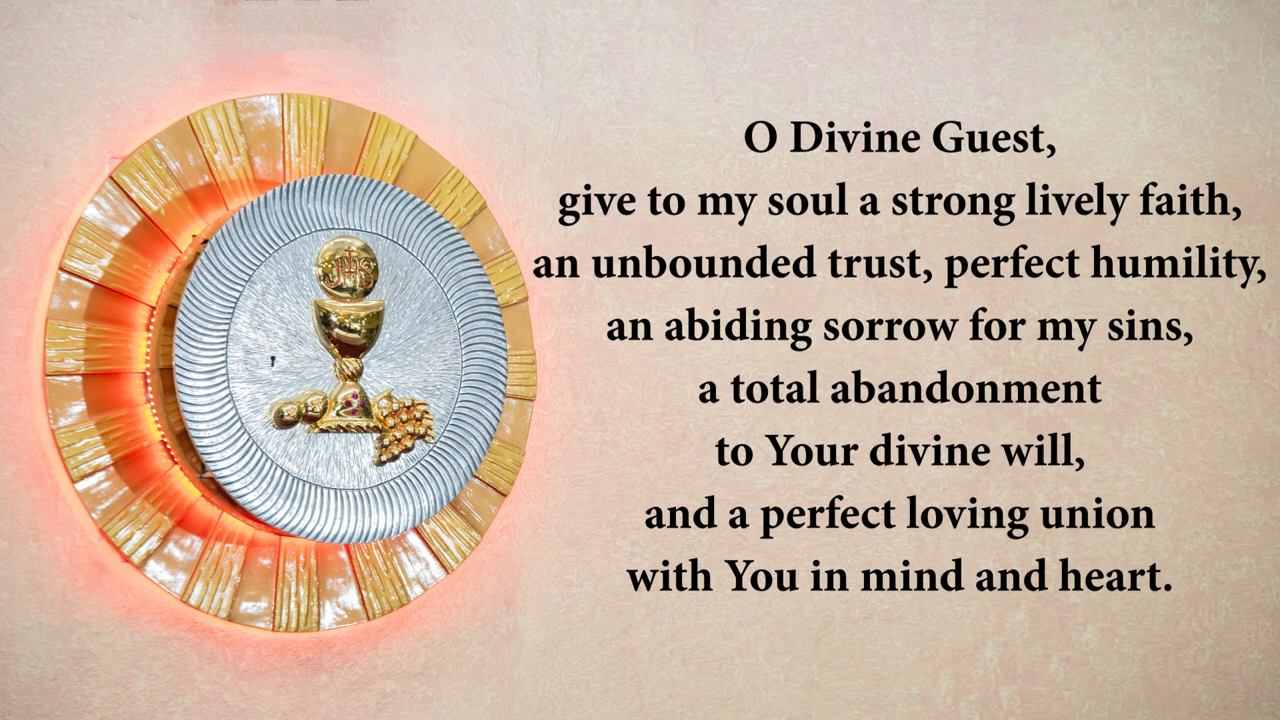 JHS
O Divine Guest,
give to my soul a strong lively faith,
an unbounded trust, perfect humility,
an abiding sorrow for my sins,
a total abandonment
to Your divine will,
and a perfect loving union
with You in mind and heart.